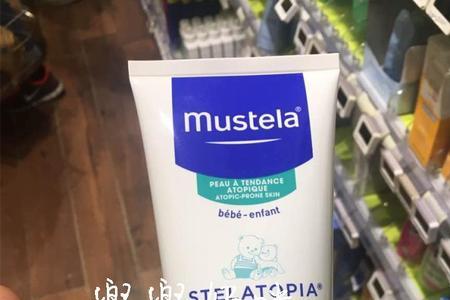 mustela®
PEAU À TENDANCE
ATOPIQUE
ATOPIC-PRONE SKIN
bébé-enfant
STELATOPIA®